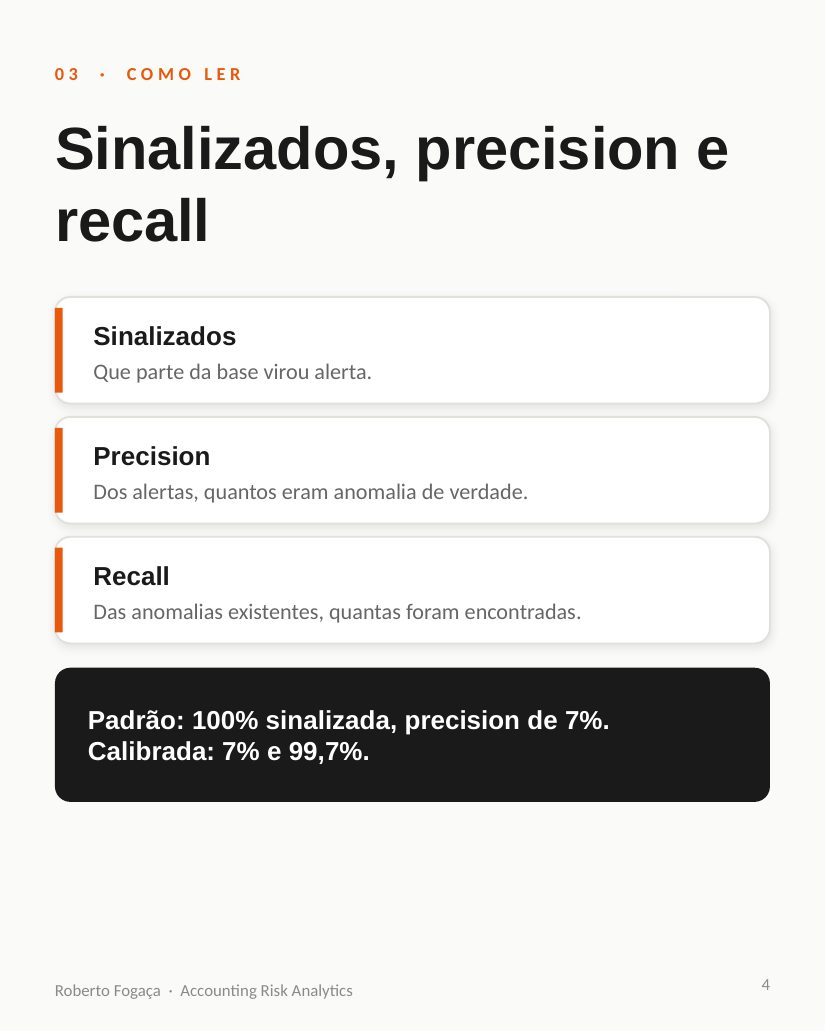 03 · COMO LER
Sinalizados, precision e
recall
Sinalizados
Que parte da base virou alerta.
Precision
Dos alertas, quantos eram anomalia de verdade.
Recall
Das anomalias existentes, quantas foram encontradas.
Padrão: 100% sinalizada, precision de 7%.
Calibrada: 7% e 99,7%.
Roberto Fogaça · Accounting Risk Analytics
4